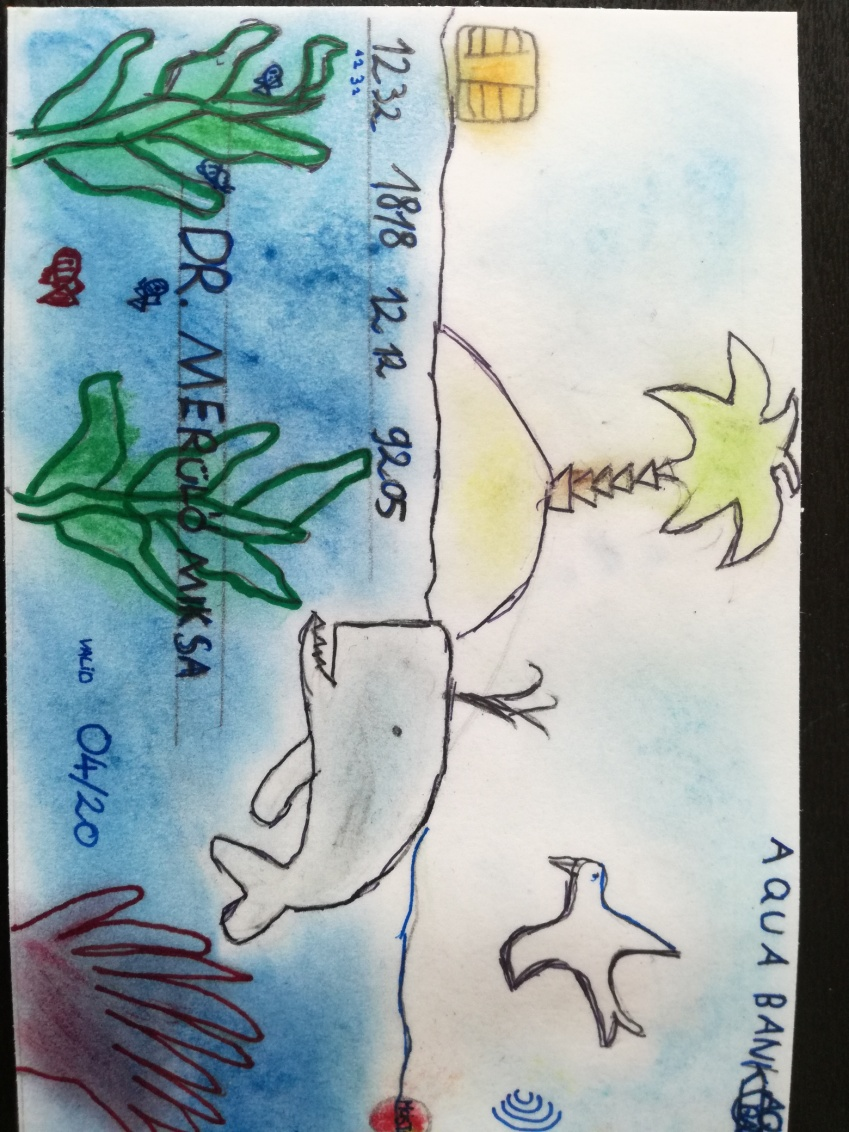 AQUA BANK
1232 1818 1212 9205
1232
DR. MERÜLŐ MIKSA
VALID 04/20